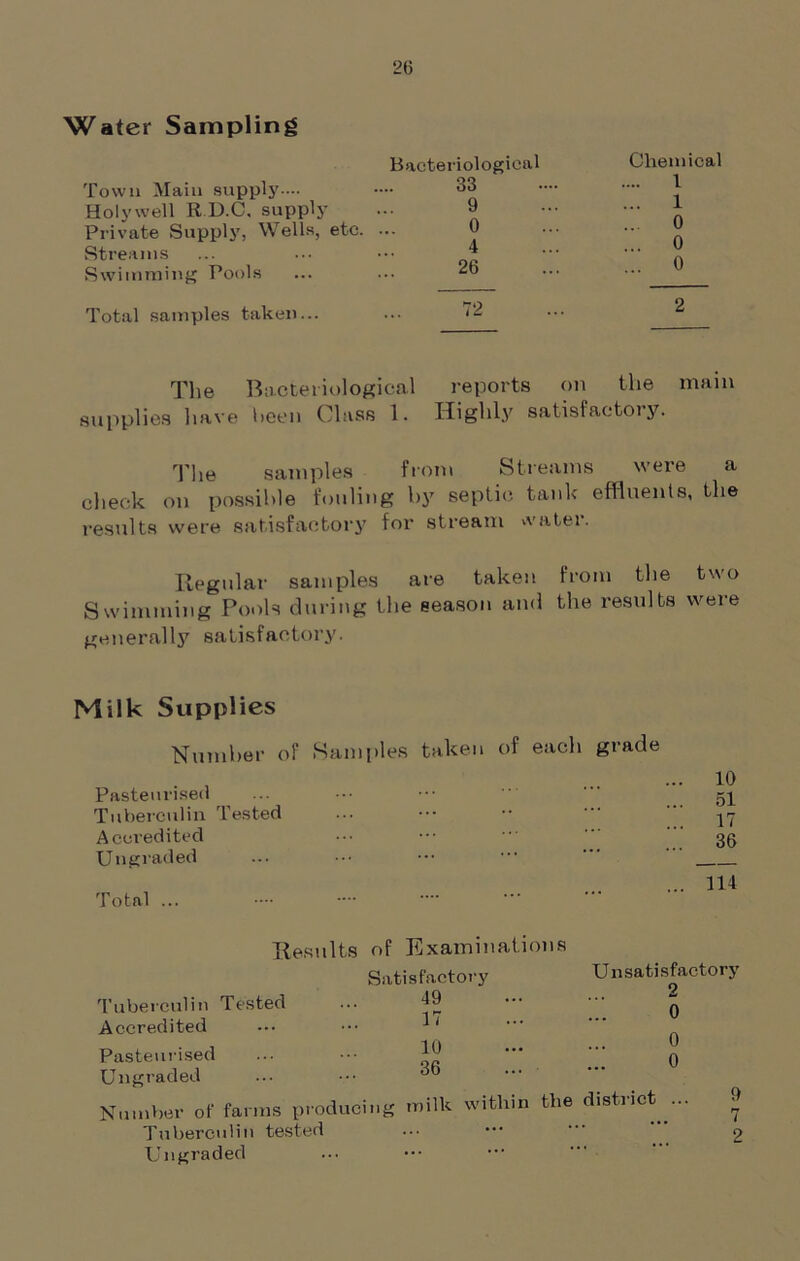 26
Water Sampling
Bacteriological Chemical
Town Main supply.... .... 33 .... .... 1
Holywell R.D.C. supply ... 9 ... ... 1
Private Supply, Wells, etc. ... 0 ... ... 0
Streams ... ... ... 4 ... ... 0
Swimming Pools ... ... 26 ... ... 0
Total samples taken... ... 72 ... 2
The Bacteriological reports on the main
supplies have been Class 1. Highly satisfactory.
The samples from Streams were a
check on possible fouling by septic tank effluents, the
results were satisfactory for stream water.
Regular samples are taken from the two
Swimming Pools during the season and the results were
generally satisfactory.
Milk Supplies
Number of Samples taken of each grade
Pasteurised ... ... ... ... ... ... 10
Tuberculin Tested ... ... .. ... ... 51
Accredited ... ... ... ... ... 17
Ungraded ... ... ... ... ... ... 36
Total ... .... .... .... ... ... ... 114
Results of Examinations
Satisfactory Unsatisfactory
Tuberculin Tested ... 49 ... ... 2
Accredited ... ... 17 ... ... 0
Pasteurised ... ... 10 ... ... 0
Ungraded ... ... 36 ... ... 0
Number of farms producing milk within the district ... 9
Tuberculin tested ... ... ... ... 7
Ungraded ... ... ... ... ... 2